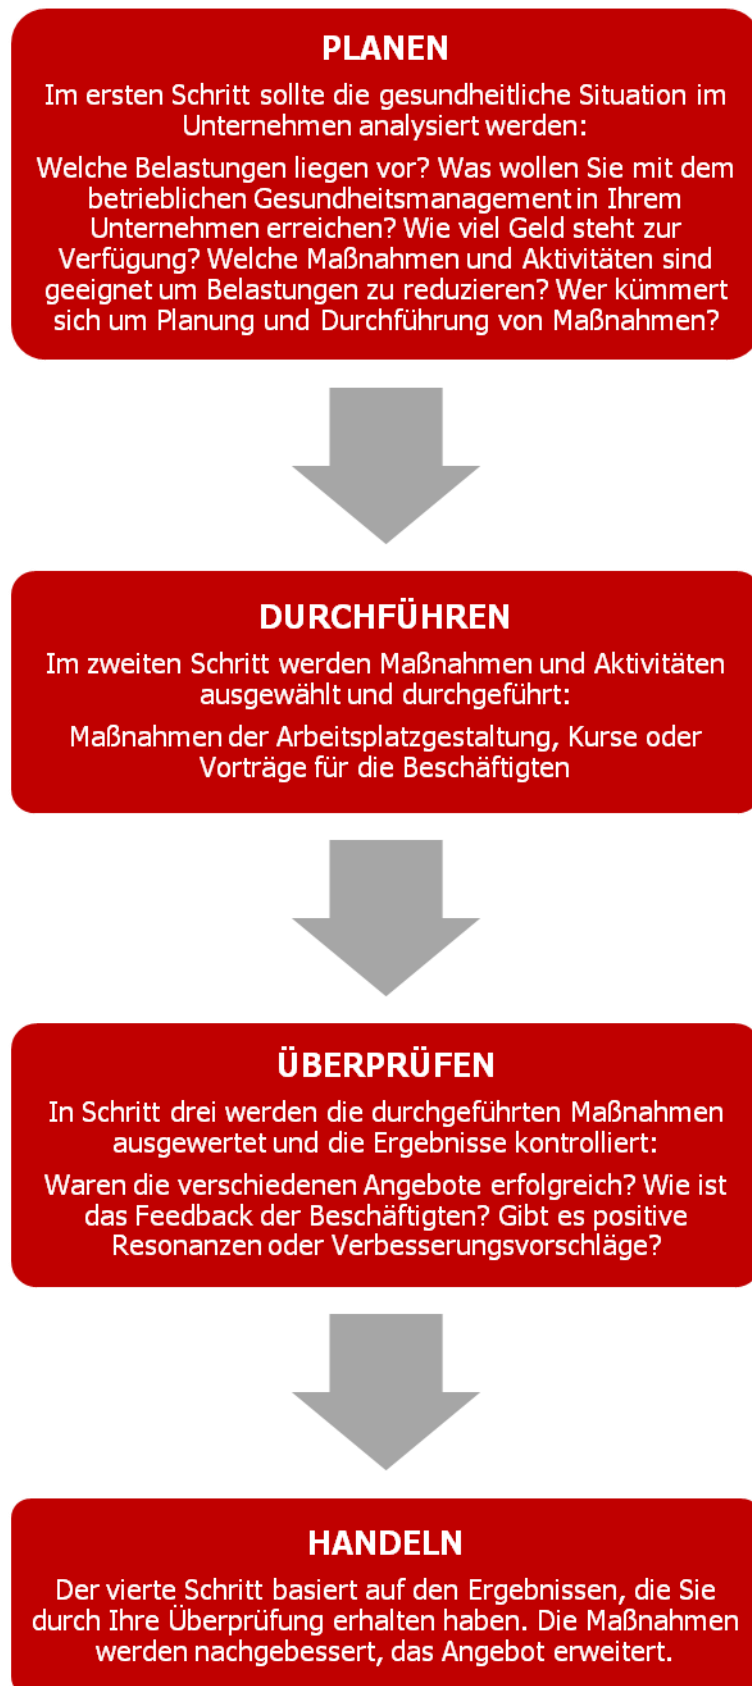 PLANEN
Im ersten Schritt sollte die gesundheitliche Situation im
Unternehmen analysiert werden:
Welche Belastungen liegen vor? Was wollen Sie mit dem
betrieblichen Gesundheitsmanagement in Ihrem
Unternehmen erreichen? Wie viel Geld steht zur
Verfügung? Welche Maßnahmen und Aktivitäten sind
geeignet um Belastungen zu reduzieren? Wer kümmert
sich um Planung und Durchführung von Maßnahmen?
DURCHFÜHREN
Im zweiten Schritt werden Maßnahmen und Aktivitäten
ausgewählt und durchgeführt:
Maßnahmen der Arbeitsplatzgestaltung, Kurse oder
Vorträge für die Beschäftigten
ÜBERPRÜFEN
In Schritt drei werden die durchgeführten Maßnahmen
ausgewertet und die Ergebnisse kontrolliert:
Waren die verschiedenen Angebote erfolgreich? Wie ist
das Feedback der Beschäftigten? Gibt es positive
Resonanzen oder Verbesserungsvorschläge?
HANDELN
Der vierte Schritt basiert auf den Ergebnissen, die Sie
durch Ihre Überprüfung erhalten haben. Die Maßnahmen
werden nachgebessert, das Angebot erweitert.